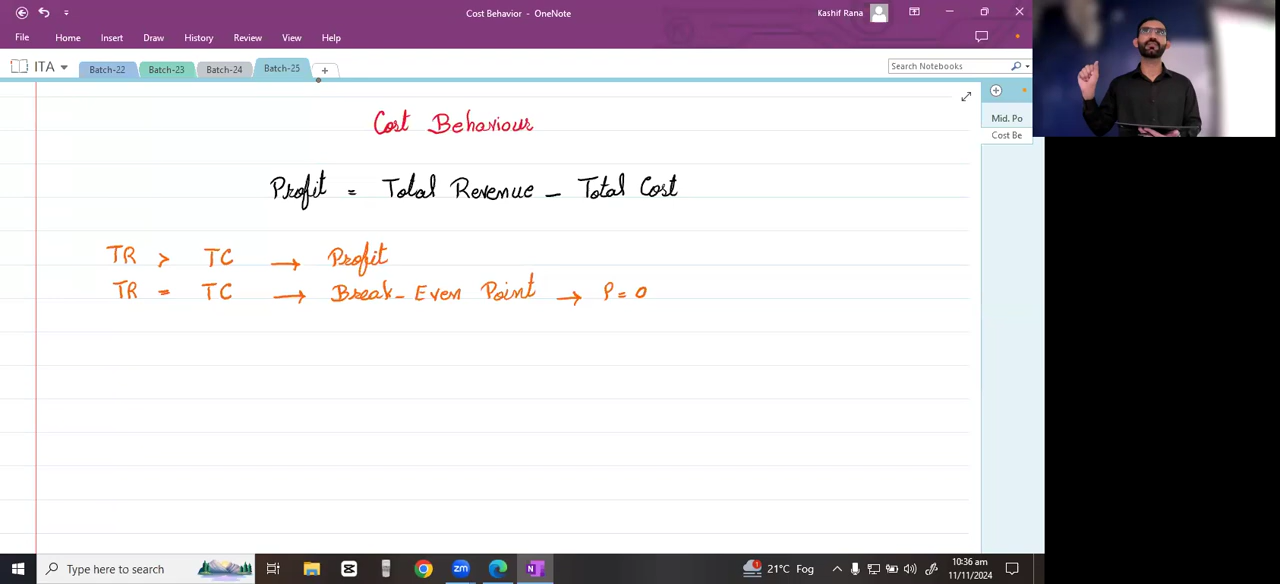 Cost Behavior - OneNote
Kashif Rana
File Home Insert Draw History Review View Help
ITA Batch-22 Batch-23 Batch-24 Batch-25 +
Search Notebooks
Mid. Po
Cost Be
Cost Behaviour
Profit = Total Revenue - Total Cost
TR > TC → Profit
TR = TC → Break-Even Point → P = 0
Type here to search
21°C Fog
10:36 am
11/11/2024